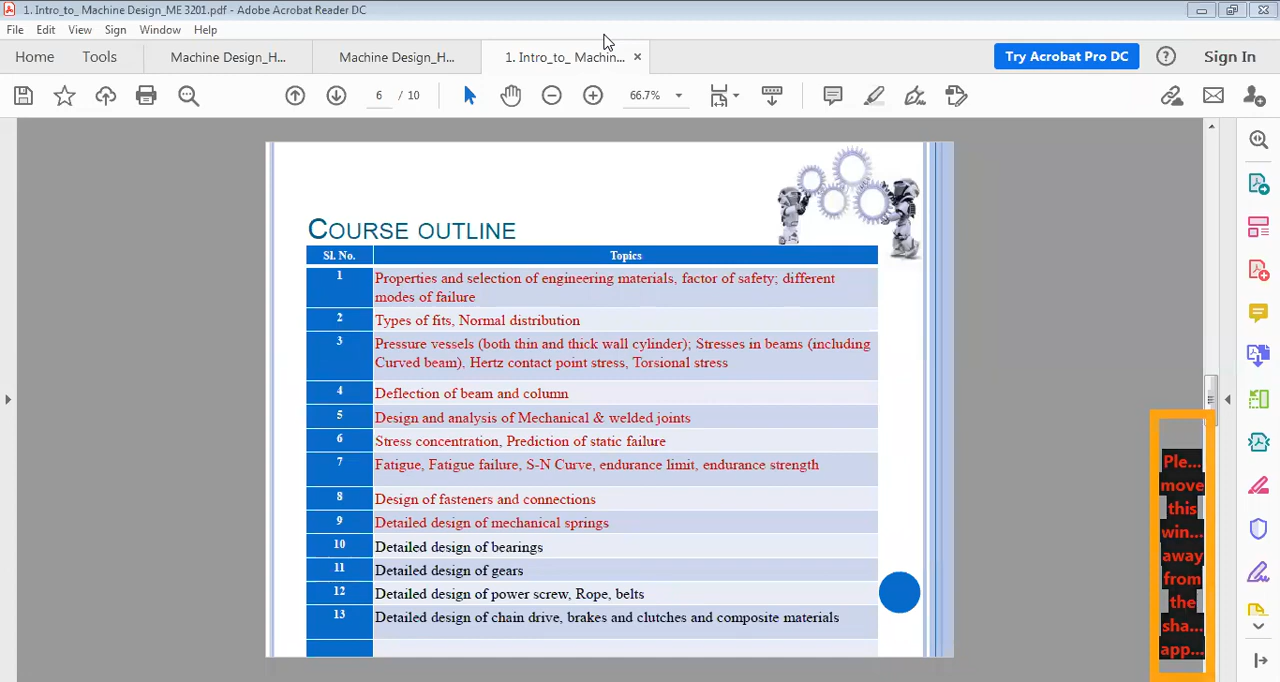 1. Intro_to_ Machine Design_ME 3201.pdf - Adobe Acrobat Reader DC
File Edit View Sign Window Help
Home Tools Machine Design_H... Machine Design_H... 1. Intro_to_ Machin... × Try Acrobat Pro DC ? Sign In
6 / 10 66.7%
COURSE OUTLINE
Sl. No. Topics
1 Properties and selection of engineering materials, factor of safety; different
modes of failure
2 Types of fits, Normal distribution
3 Pressure vessels (both thin and thick wall cylinder); Stresses in beams (including
Curved beam), Hertz contact point stress, Torsional stress
4 Deflection of beam and column
5 Design and analysis of Mechanical & welded joints
6 Stress concentration, Prediction of static failure
7 Fatigue, Fatigue failure, S-N Curve, endurance limit, endurance strength
8 Design of fasteners and connections
9 Detailed design of mechanical springs
10 Detailed design of bearings
11 Detailed design of gears
12 Detailed design of power screw, Rope, belts
13 Detailed design of chain drive, brakes and clutches and composite materials
Ple...
move
this
win...
away
from
the
sha...
app...